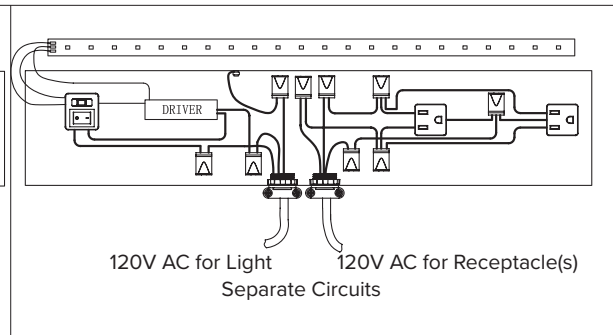 DRIVER
120V AC for Light 120V AC for Receptacle(s)
Separate Circuits